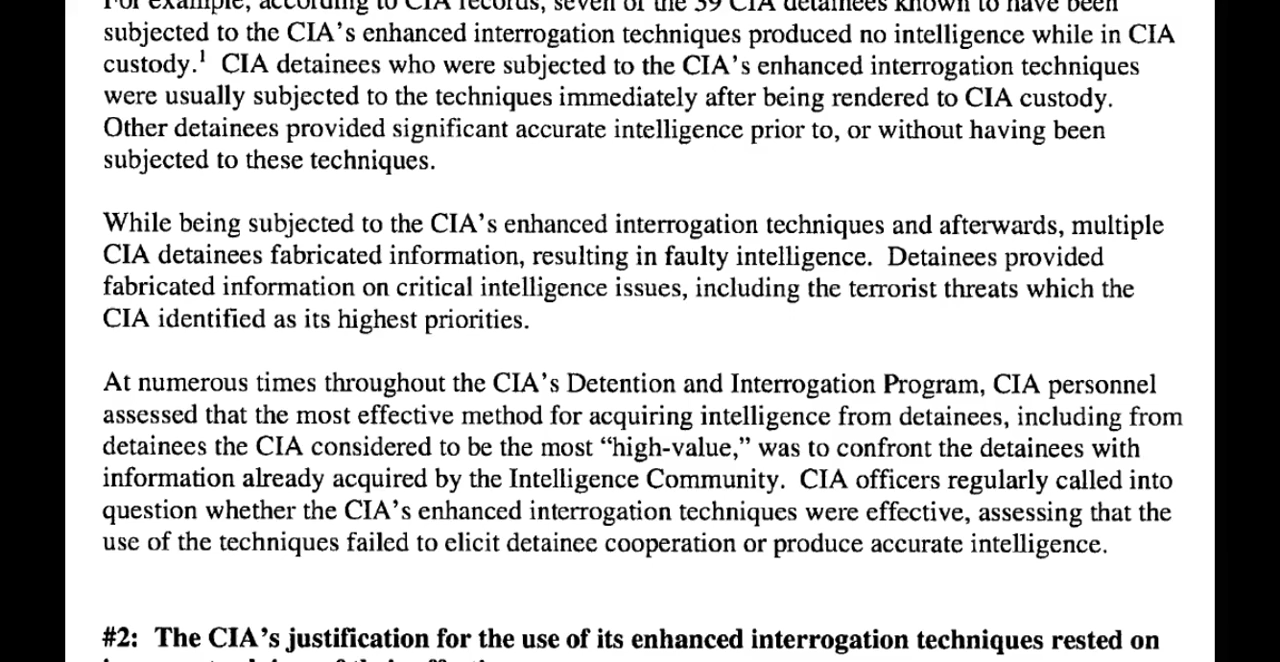 For example, according to CIA records, seven of the 39 CIA detainees known to have been
subjected to the CIA's enhanced interrogation techniques produced no intelligence while in CIA
custody.¹ CIA detainees who were subjected to the CIA's enhanced interrogation techniques
were usually subjected to the techniques immediately after being rendered to CIA custody.
Other detainees provided significant accurate intelligence prior to, or without having been
subjected to these techniques.
While being subjected to the CIA's enhanced interrogation techniques and afterwards, multiple
CIA detainees fabricated information, resulting in faulty intelligence. Detainees provided
fabricated information on critical intelligence issues, including the terrorist threats which the
CIA identified as its highest priorities.
At numerous times throughout the CIA's Detention and Interrogation Program, CIA personnel
assessed that the most effective method for acquiring intelligence from detainees, including from
detainees the CIA considered to be the most “high-value,” was to confront the detainees with
information already acquired by the Intelligence Community. CIA officers regularly called into
question whether the CIA's enhanced interrogation techniques were effective, assessing that the
use of the techniques failed to elicit detainee cooperation or produce accurate intelligence.
#2: The CIA's justification for the use of its enhanced interrogation techniques rested on